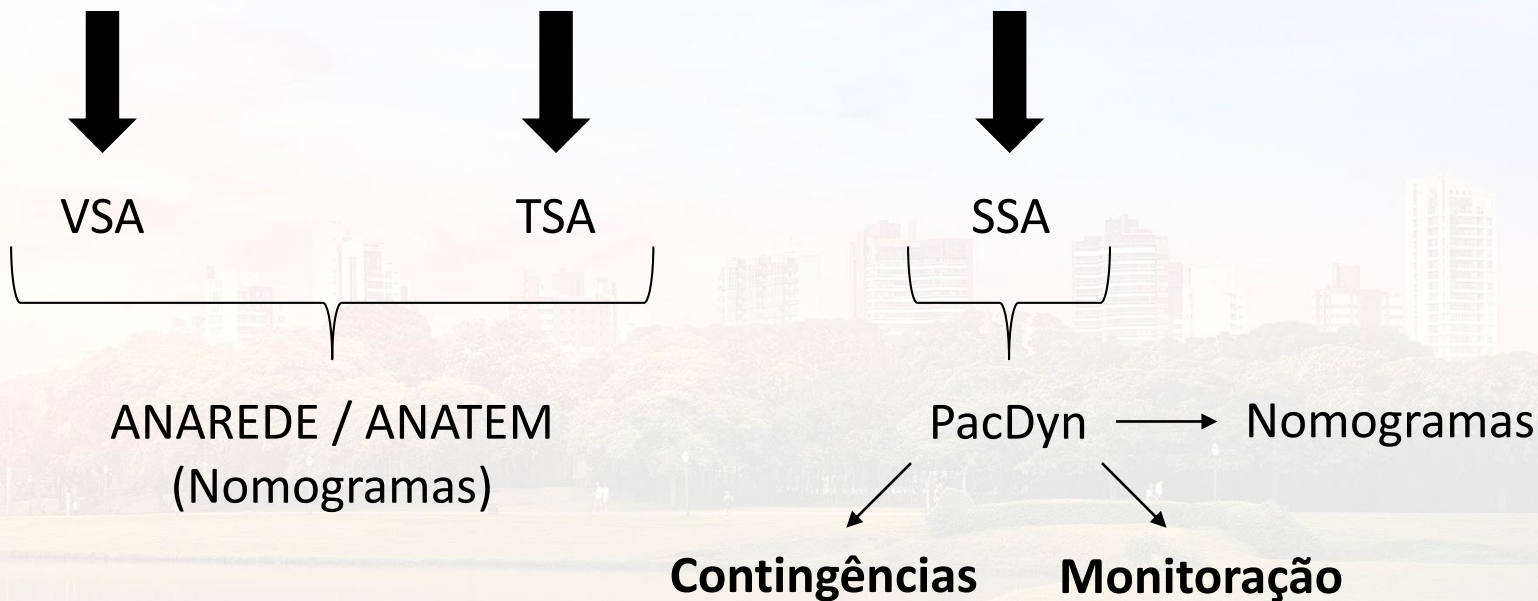 VSA
TSA
SSA
ANAREDE / ANATEM
(Nomogramas)
PacDyn
Nomogramas
Contingências
Monitoração